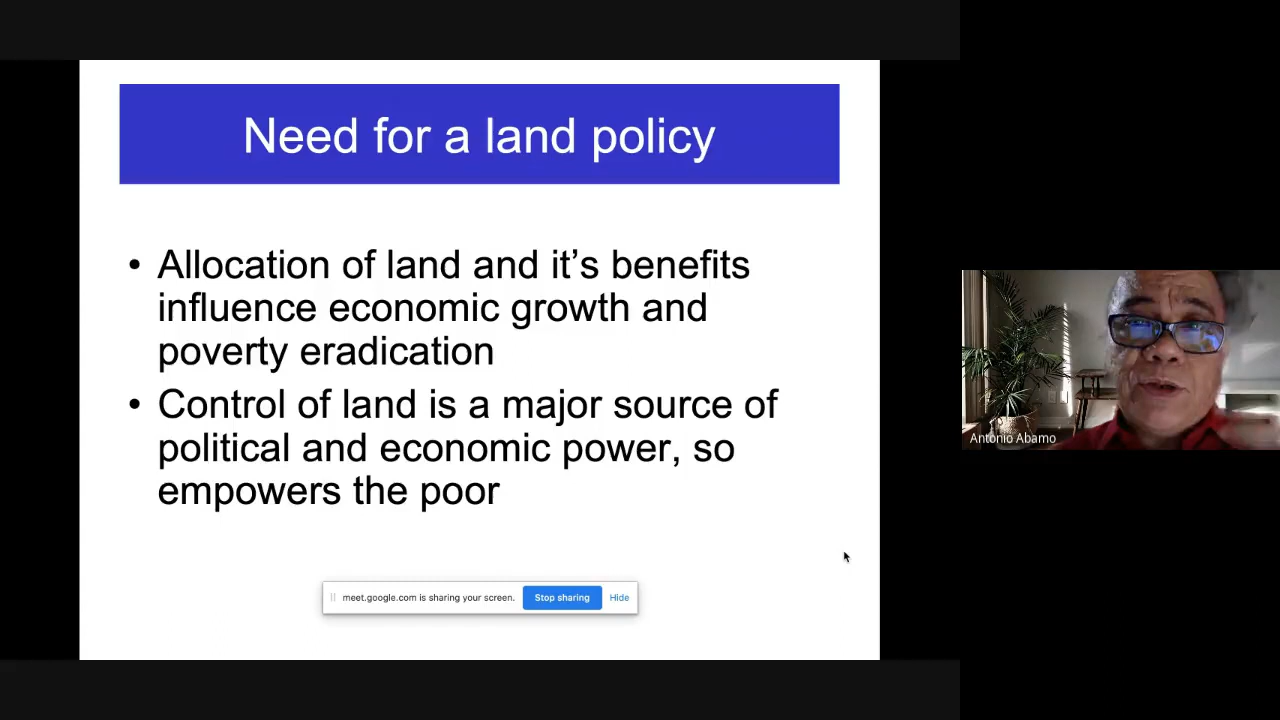 Need for a land policy
• Allocation of land and it’s benefits
influence economic growth and
poverty eradication
• Control of land is a major source of
political and economic power, so
empowers the poor
meet.google.com is sharing your screen. Stop sharing Hide
Antonio Abamo